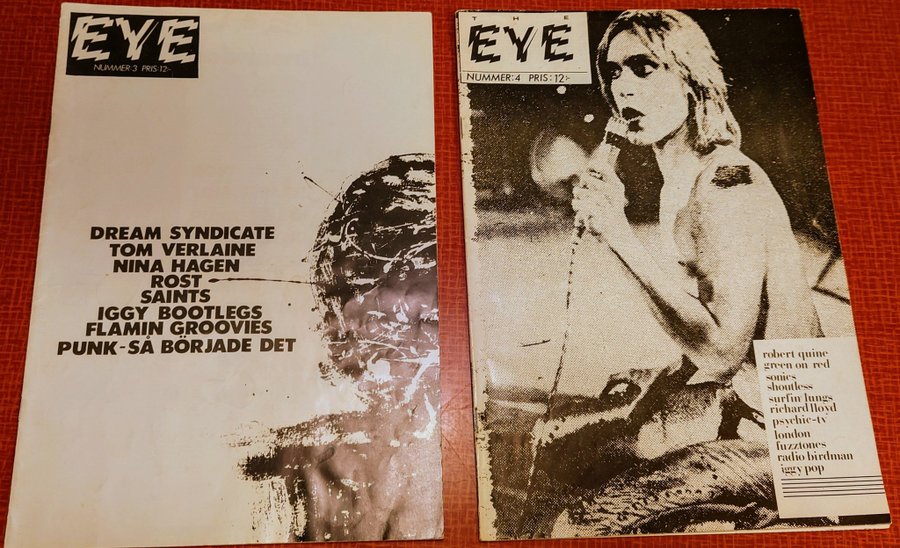 EYE
NUMMER:3 PRIS:12:-
DREAM SYNDICATE
TOM VERLAINE
NINA HAGEN
ROST
SAINTS
IGGY BOOTLEGS
FLAMIN GROOVIES
PUNK-SÅ BÖRJADE DET
THE
EYE
NUMMER:4 PRIS:12:-
robert quine
green on red
sonics
shoutless
surfin' lungs
richard lloyd
psychic-tv
london
fuzztones
radio birdman
iggy pop